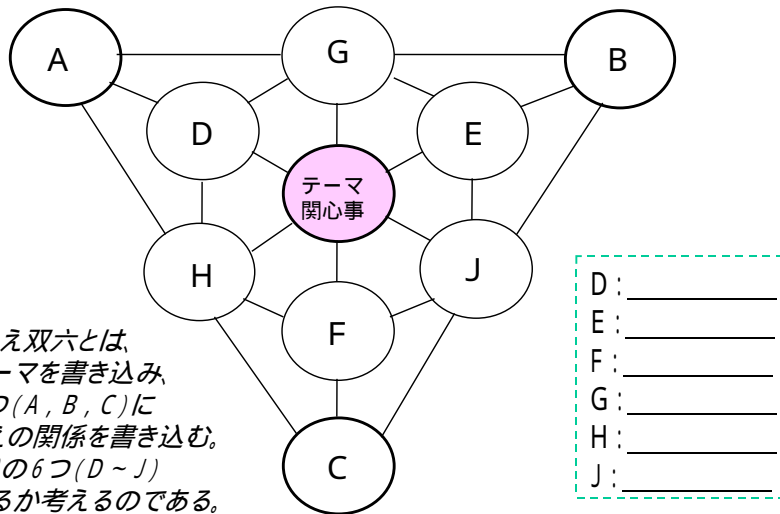 A
G
B
D
E
テーマ
関心事
H
J
F
C
え双六とは、
ーマを書き込み、
(A,B,C)に
の関係を書き込む。
の6つ(D~J)
るか考えるのである。
D:
E:
F:
G:
H:
J: